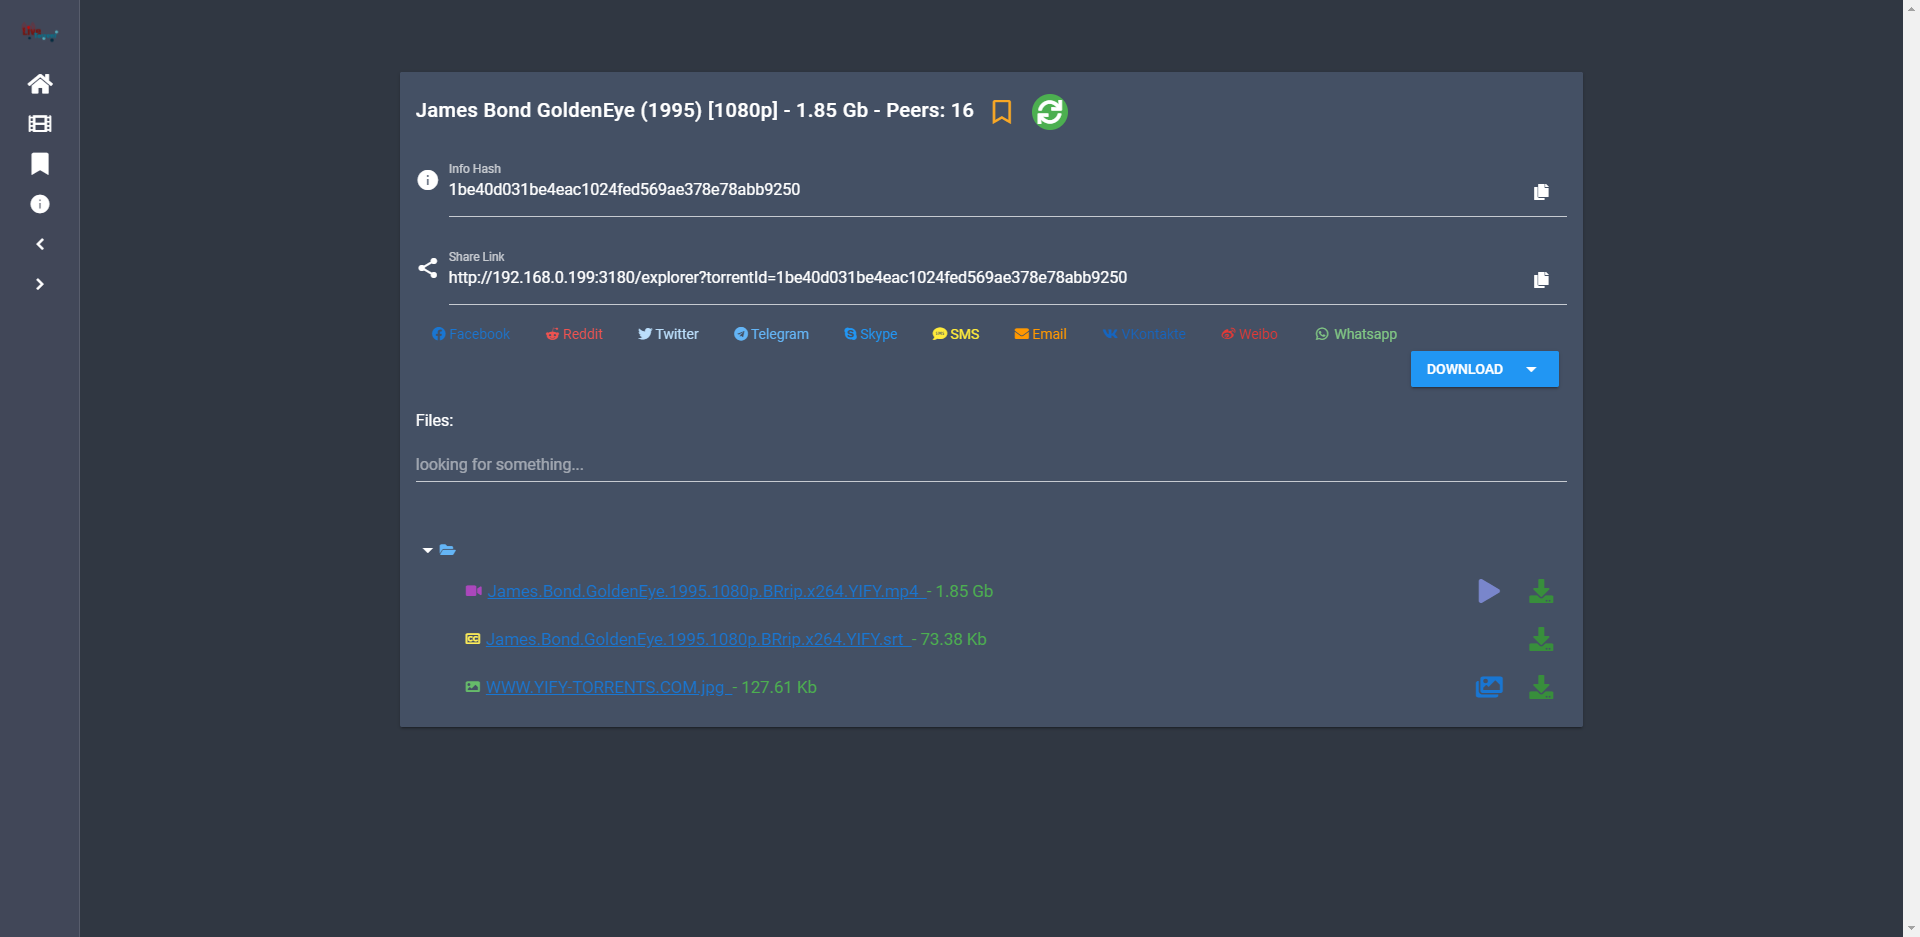 Live
James Bond GoldenEye (1995) [1080p] - 1.85 Gb - Peers: 16
Info Hash
1be40d031be4eac1024fed569ae378e78abb9250
Share Link
http://192.168.0.199:3180/explorer?torrentId=1be40d031be4eac1024fed569ae378e78abb9250
Facebook Reddit Twitter Telegram Skype SMS Email VKontakte Weibo Whatsapp
DOWNLOAD
Files:
looking for something...
James.Bond.GoldenEye.1995.1080p.BRrip.x264.YIFY.mp4 - 1.85 Gb
CC James.Bond.GoldenEye.1995.1080p.BRrip.x264.YIFY.srt - 73.38 Kb
WWW.YIFY-TORRENTS.COM.jpg - 127.61 Kb